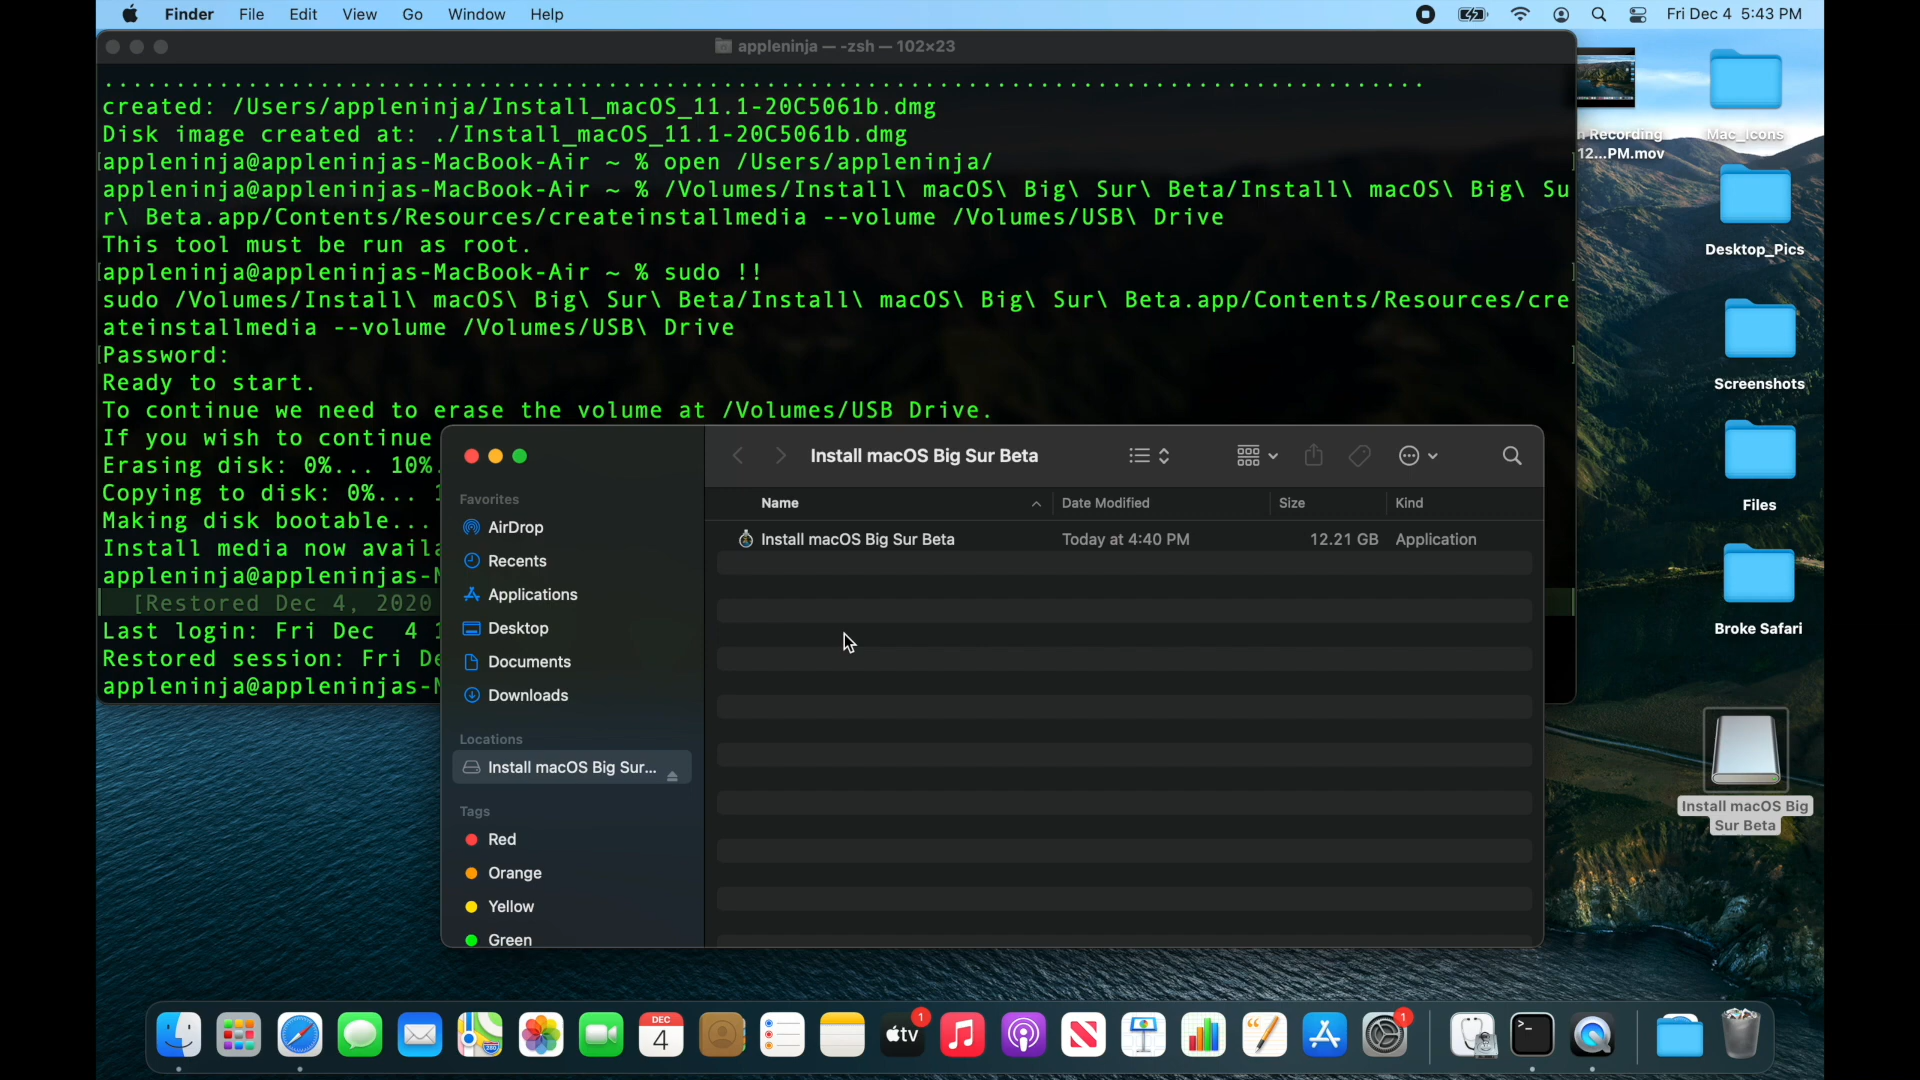 Finder File Edit View Go Window Help Fri Dec 4 5:43 PM
appleninja — -zsh — 102×23
created: /Users/appleninja/Install_macOS_11.1-20C5061b.dmg
Disk image created at: ./Install_macOS_11.1-20C5061b.dmg
appleninja@appleninjas-MacBook-Air ~ % open /Users/appleninja/
appleninja@appleninjas-MacBook-Air ~ % /Volumes/Install\ macOS\ Big\ Sur\ Beta/Install\ macOS\ Big\ Su
r\ Beta.app/Contents/Resources/createinstallmedia --volume /Volumes/USB\ Drive
This tool must be run as root.
appleninja@appleninjas-MacBook-Air ~ % sudo !!
sudo /Volumes/Install\ macOS\ Big\ Sur\ Beta/Install\ macOS\ Big\ Sur\ Beta.app/Contents/Resources/cre
ateinstallmedia --volume /Volumes/USB\ Drive
Password:
Ready to start.
To continue we need to erase the volume at /Volumes/USB Drive.
If you wish to continue
Erasing disk: 0%... 10%.
Copying to disk: 0%...
Making disk bootable...
Install media now avail
appleninja@appleninjas-
[Restored Dec 4, 2020
Last login: Fri Dec 4
Restored session: Fri
appleninja@appleninjas-
Install macOS Big Sur Beta
Name Date Modified Size Kind
Install macOS Big Sur Beta Today at 4:40 PM 12.21 GB Application
Favorites
AirDrop
Recents
Applications
Desktop
Documents
Downloads
Locations
Install macOS Big Sur...
Tags
Red
Orange
Yellow
Green
Recording
12...PM.mov
Mac_Icons
Desktop_Pics
Screenshots
Files
Broke Safari
Install macOS Big
Sur Beta
DEC
4
tv
1
1